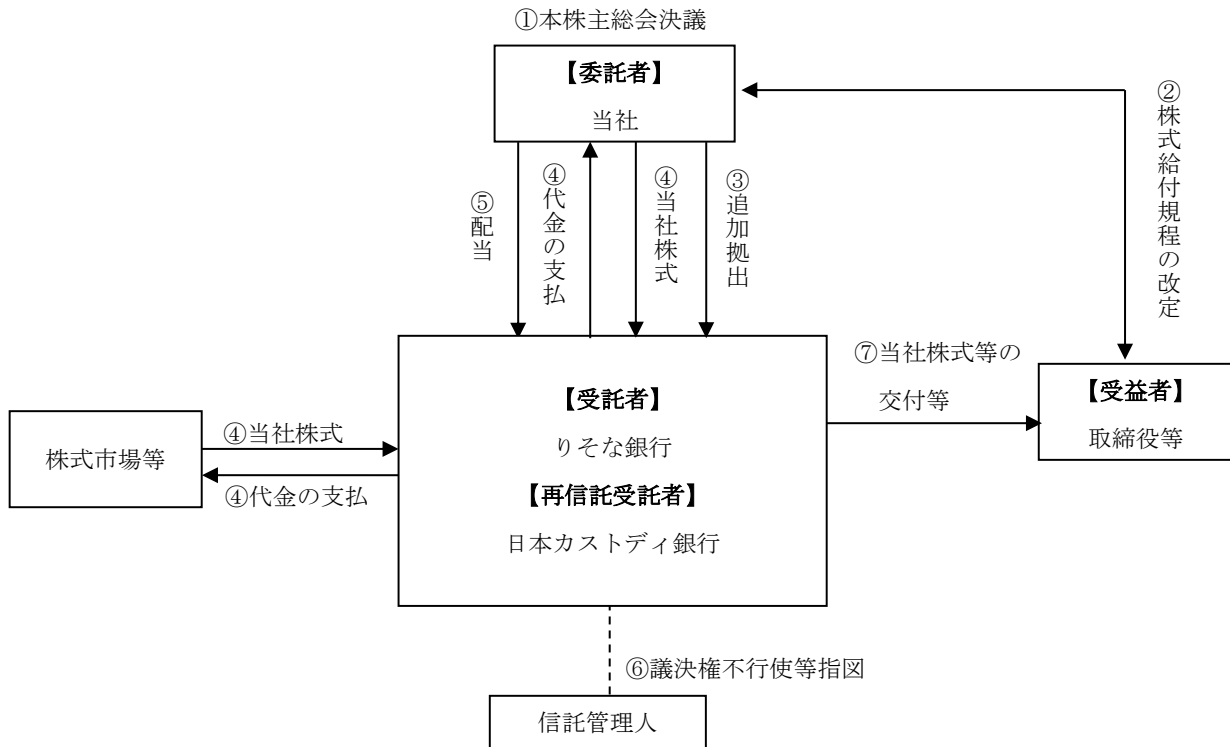 ①本株主総会決議
【委託者】
当社
⑤配当
④代金の支払
④当社株式
③追加拠出
②株式給付規程の改定
【受託者】
りそな銀行
【再信託受託者】
日本カストディ銀行
株式市場等
④当社株式
④代金の支払
⑦当社株式等の
交付等
【受益者】
取締役等
⑥議決権不行使等指図
信託管理人